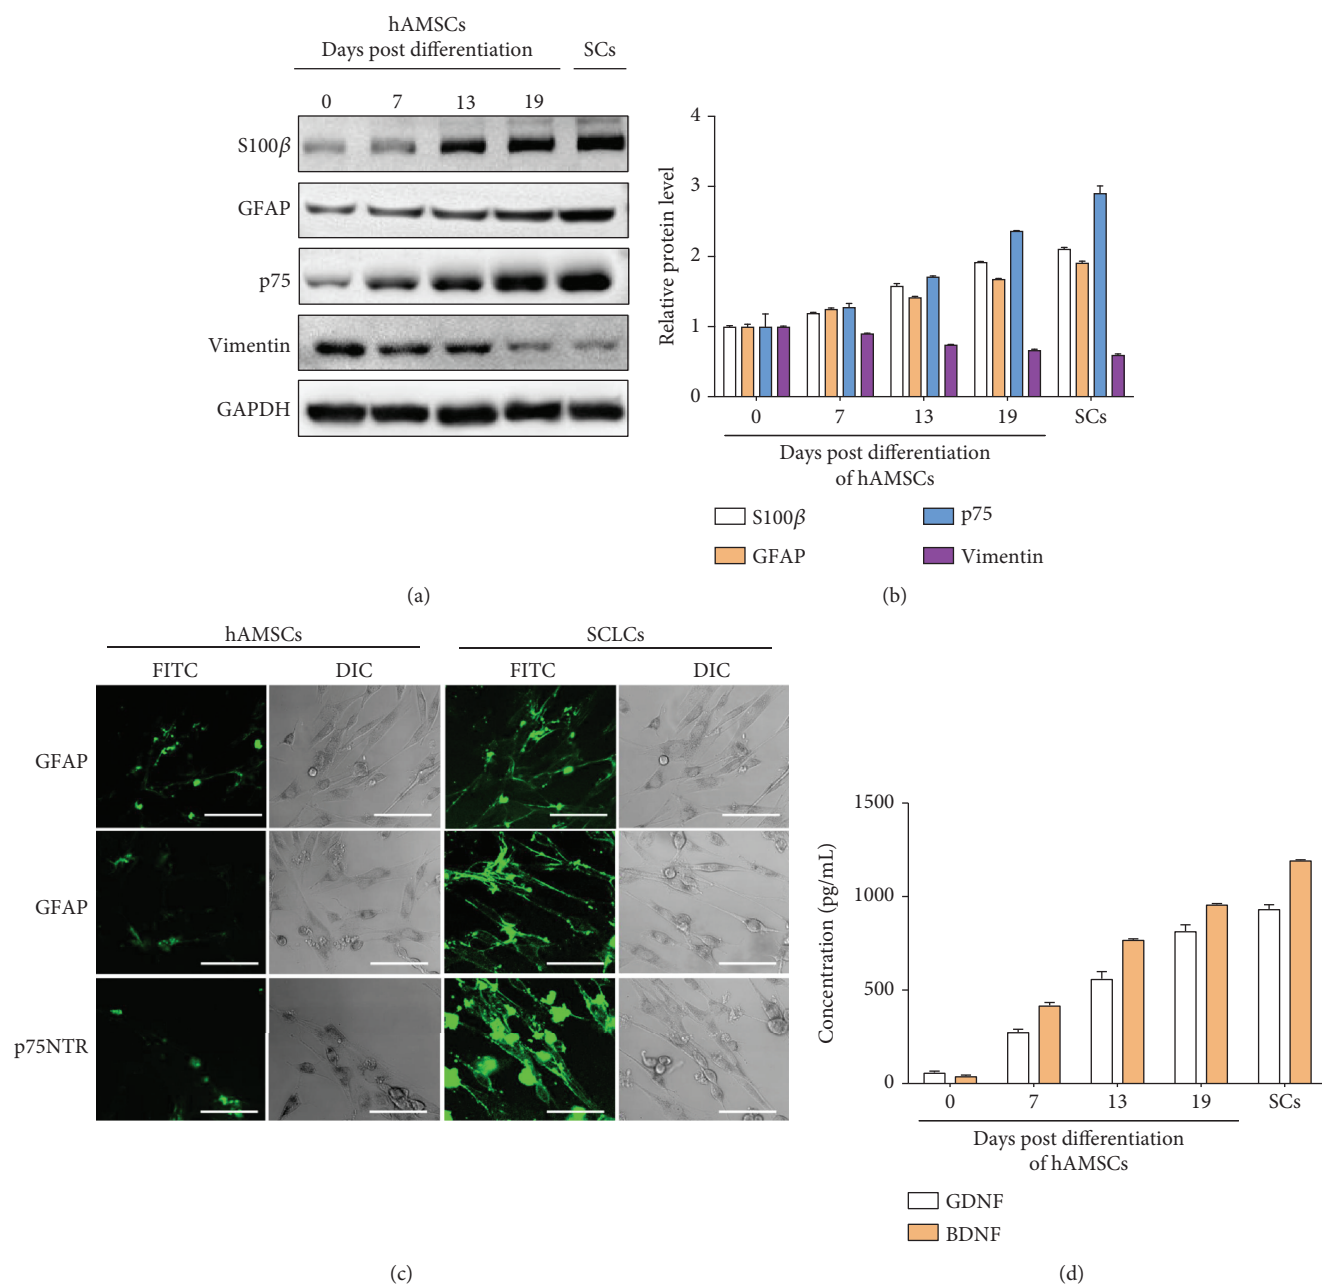 hAMSCs
Days post differentiation
SCs
0 7 13 19
S100β
GFAP
p75
Vimentin
GAPDH
(a)
4
3
2
1
0
Relative protein level
0 7 13 19 SCs
Days post differentiation
of hAMSCs
S100β
p75
GFAP
Vimentin
(b)
hAMSCs
SCLCs
FITC DIC FITC DIC
GFAP
GFAP
p75NTR
(c)
1500
1000
500
0
Concentration (pg/mL)
0 7 13 19 SCs
Days post differentiation
of hAMSCs
GDNF
BDNF
(d)